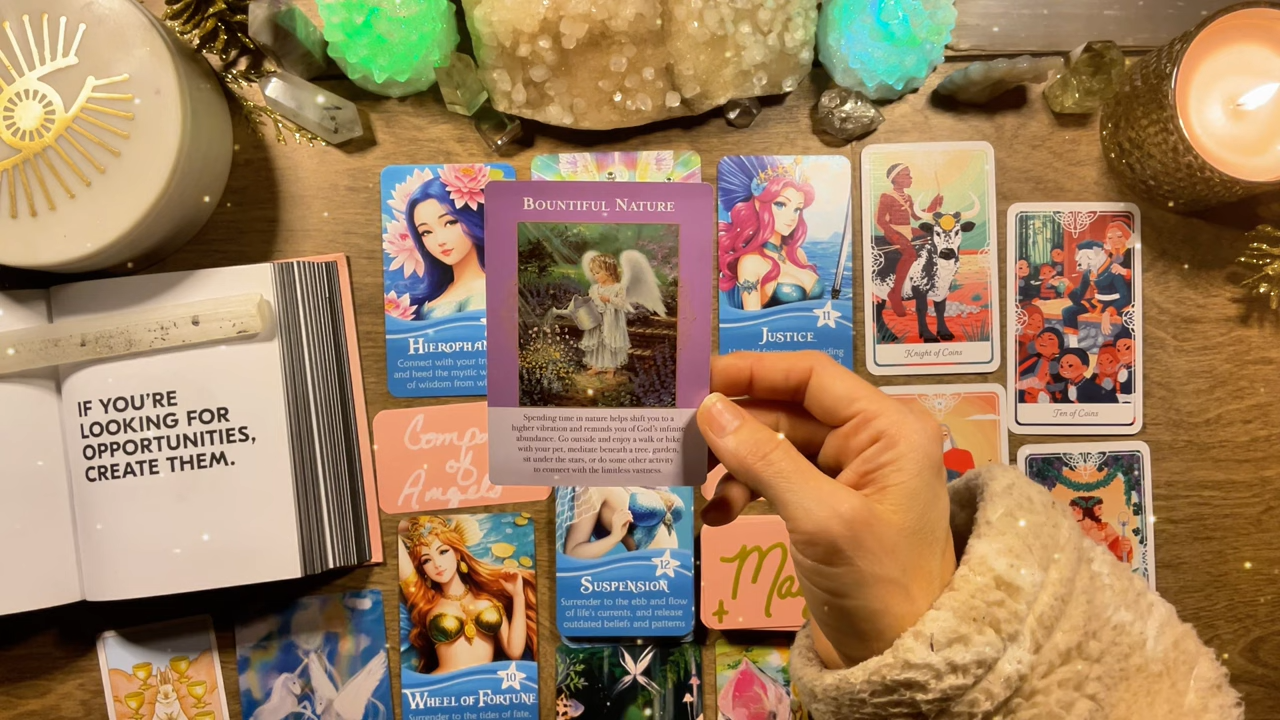 IF YOU'RE
LOOKING FOR
OPPORTUNITIES,
CREATE THEM.
BOUNTIFUL NATURE
Spending time in nature helps shift you to a
higher vibration and reminds you of God's infinite
abundance. Go outside and enjoy a walk or hike
with your pet, meditate beneath a tree, garden,
sit under the stars, or do some other activity
to connect with the limitless vastness.
Connect with your
and heed the mystic
of wisdom from
JUSTICE
11
Knight of Coins
Ten of Coins
of
Angels
12
SUSPENSION
Surrender to the ebb and flow
of life's currents, and release
outdated beliefs and patterns
10
WHEEL OF FORTUNE
Surrender to the tides of fate,